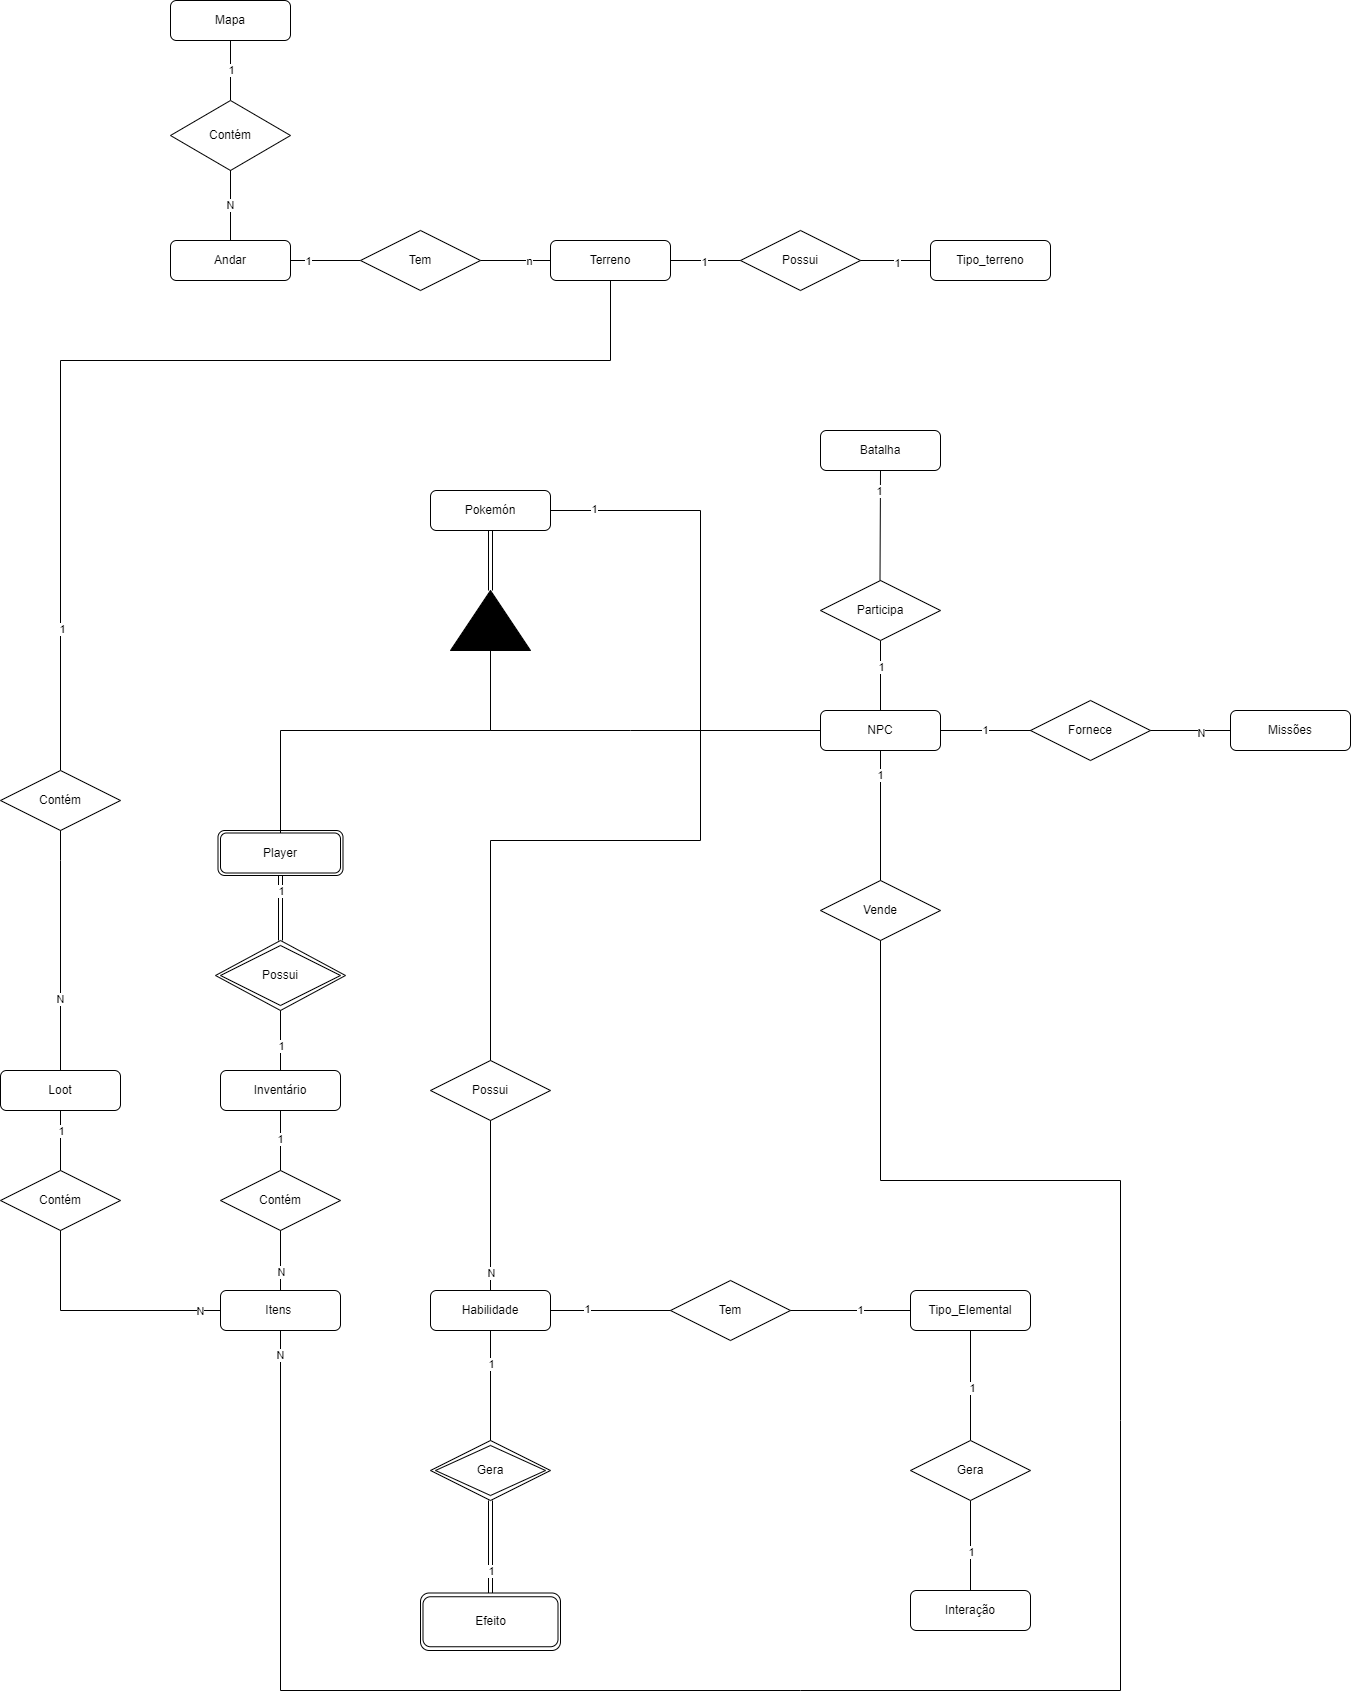 Mapa
1
Contém
N
Andar
1
Tem
n
Terreno
1
Possui
1
Tipo_terreno
Batalha
1
Pokemón
1
Participa
1
1
NPC
1
Fornece
N
Missões
1
Contém
Player
1
Vende
Possui
N
1
Loot
Inventário
Possui
1
1
Contém
Contém
N
N
N
Itens
Habilidade
1
Tem
1
Tipo_Elemental
N
1
1
Gera
Gera
1
1
Efeito
Interação